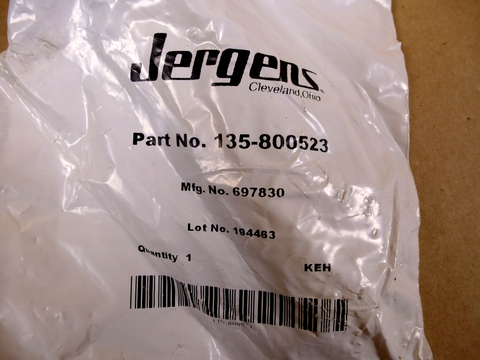 Jergens
Cleveland, Ohio
Part No. 135-800523
Mfg. No. 697830
Lot No. 194463
Quantity 1 KEH